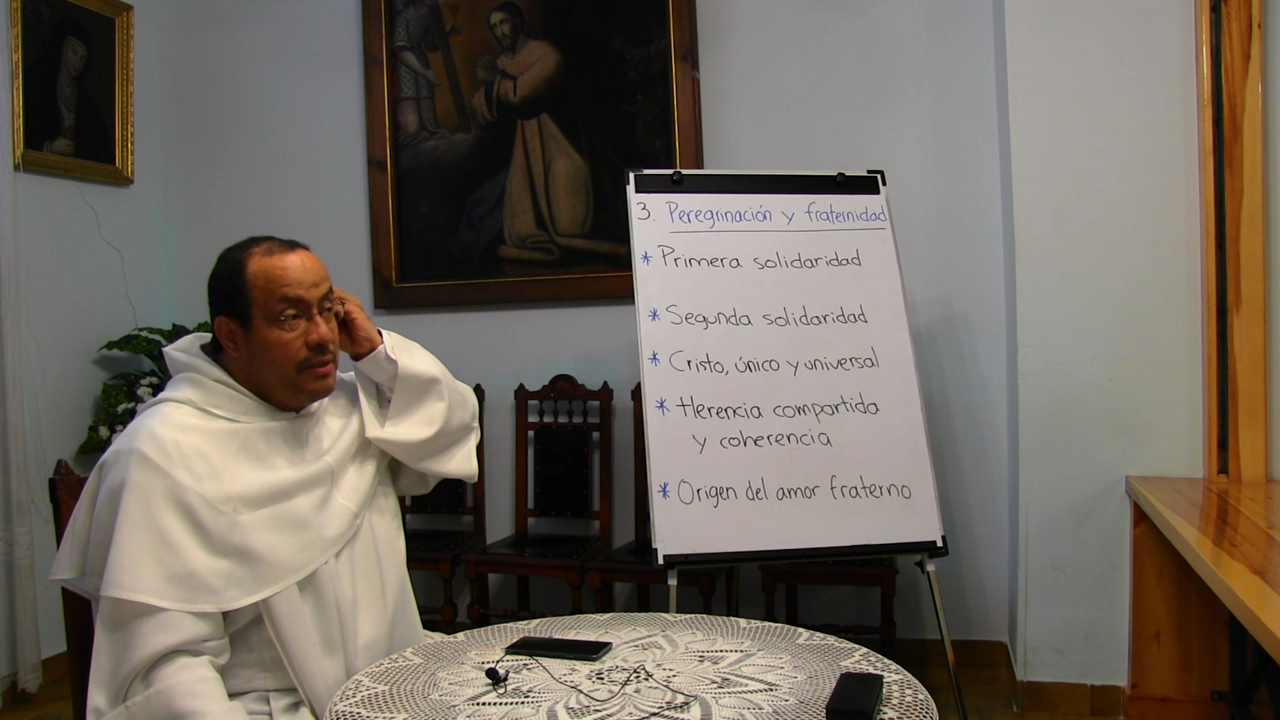 3. Peregrinación y fraternidad
* Primera solidaridad
* Segunda solidaridad
* Cristo, único y universal
* Herencia compartida
y coherencia
* Origen del amor fraterno